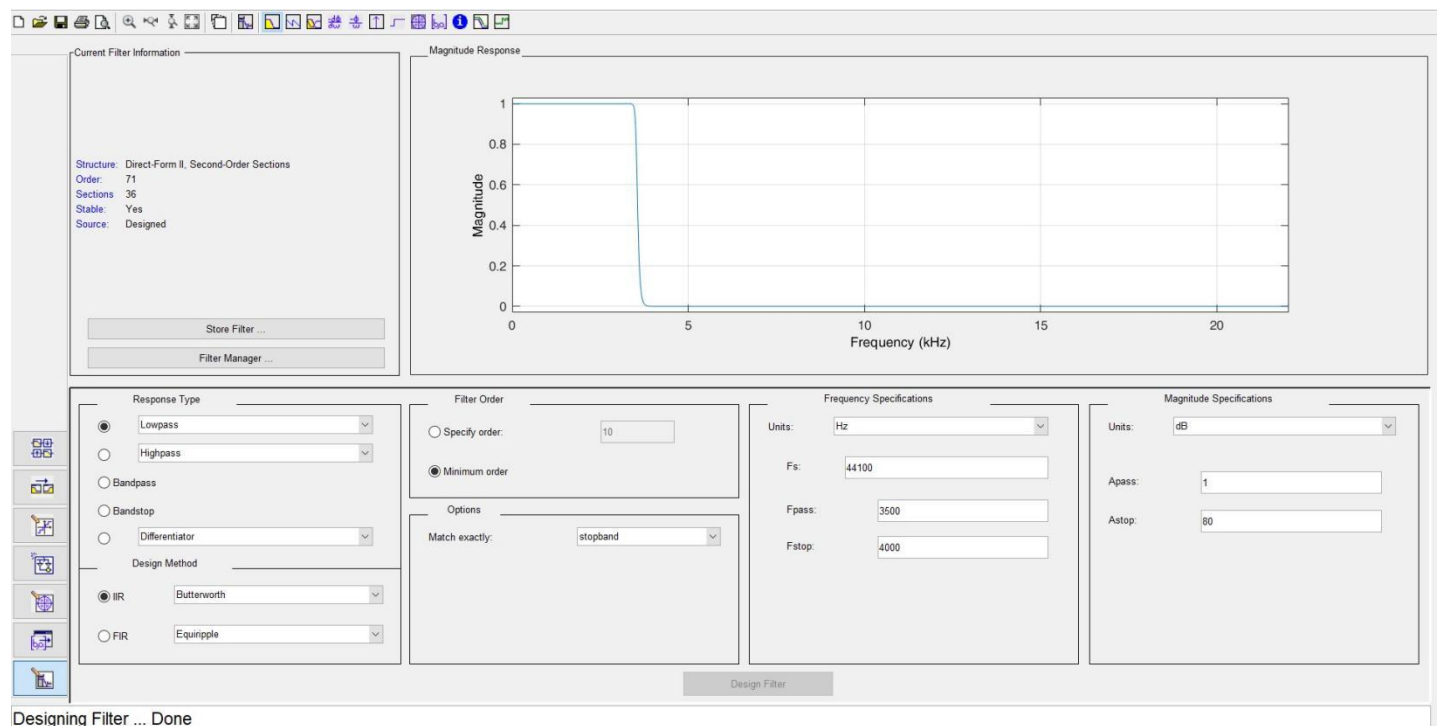 Current Filter Information
Structure: Direct-Form II, Second-Order Sections
Order: 71
Sections 36
Stable: Yes
Source: Designed
Store Filter ...
Filter Manager ...
Magnitude Response
1
0.8
0.6
0.4
0.2
0
Magnitude
0 5 10 15 20
Frequency (kHz)
Response Type
Lowpass
Highpass
Bandpass
Bandstop
Differentiator
Design Method
IIR Butterworth
FIR Equiripple
Filter Order
Specify order: 10
Minimum order
Options
Match exactly: stopband
Frequency Specifications
Units: Hz
Fs: 44100
Fpass: 3500
Fstop: 4000
Magnitude Specifications
Units: dB
Apass: 1
Astop: 80
Design Filter
Designing Filter ... Done